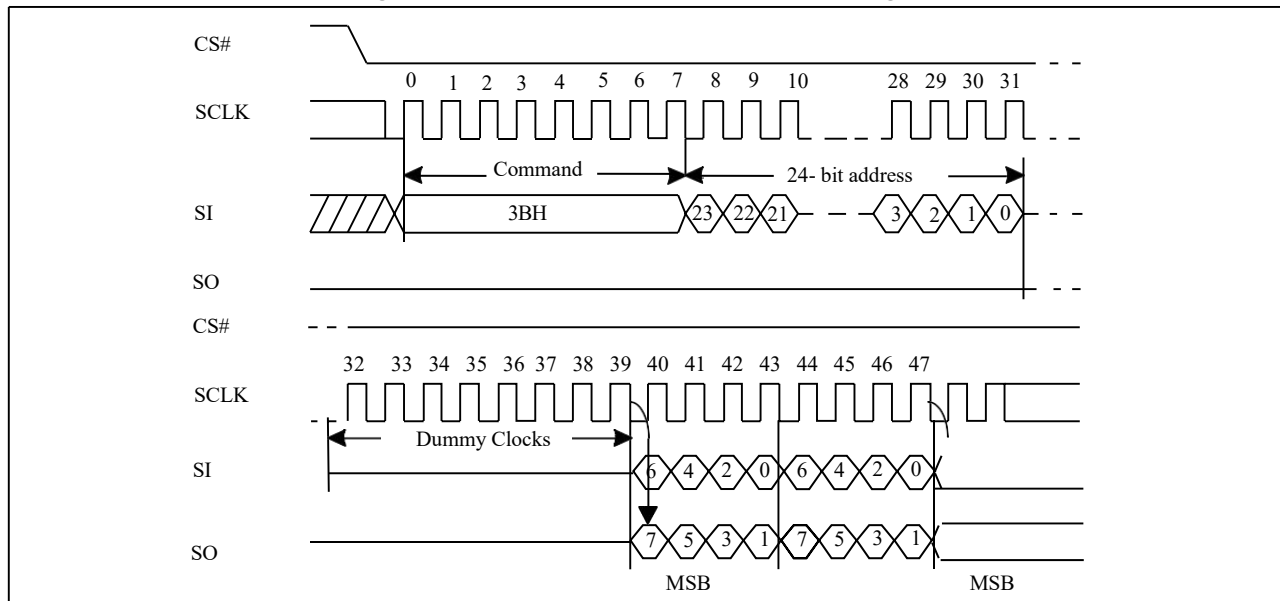 CS#
0 1 2 3 4 5 6 7 8 9 10 28 29 30 31
SCLK
Command 24- bit address
SI 3BH 23 22 21 3 2 1 0
SO
CS#
32 33 34 35 36 37 38 39 40 41 42 43 44 45 46 47
SCLK
Dummy Clocks
SI 6 4 2 0 6 4 2 0
SO 7 5 3 1 7 5 3 1
MSB MSB